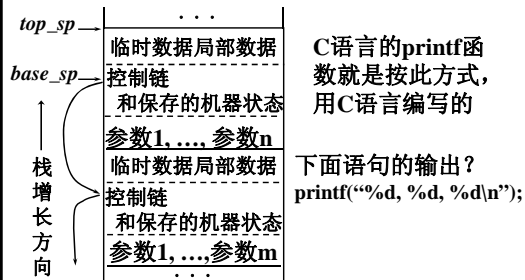 . . .
top_sp
临时数据局部数据
base_sp
控制链
和保存的机器状态
参数1, …, 参数n
临时数据局部数据
控制链
和保存的机器状态
参数1, …,参数m
. . .
栈
增
长
方
向
C语言的printf函
数就是按此方式，
用C语言编写的
下面语句的输出？
printf(“%d, %d, %d\n”);